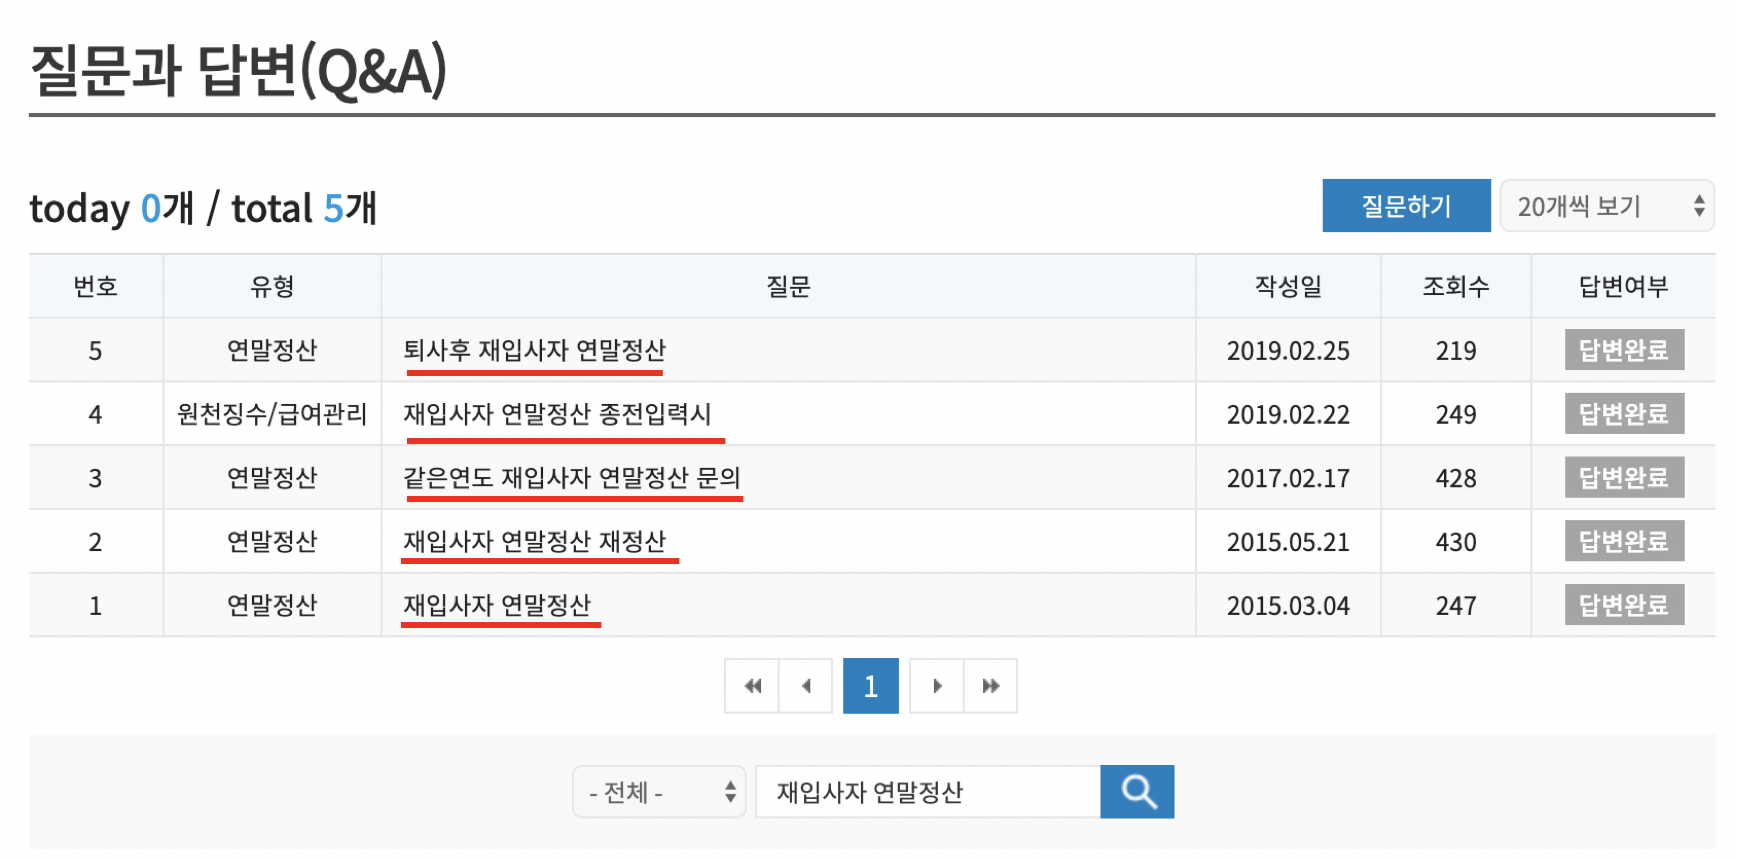 질문과 답변(Q&A)
today 0개 / total 5개
질문하기 20개씩 보기
번호 유형 질문 작성일 조회수 답변여부
5 연말정산 퇴사후 재입사자 연말정산 2019.02.25 219 답변완료
4 원천징수/급여관리 재입사자 연말정산 종전입력시 2019.02.22 249 답변완료
3 연말정산 같은연도 재입사자 연말정산 문의 2017.02.17 428 답변완료
2 연말정산 재입사자 연말정산 재정산 2015.05.21 430 답변완료
1 연말정산 재입사자 연말정산 2015.03.04 247 답변완료
1
- 전체 - 재입사자 연말정산